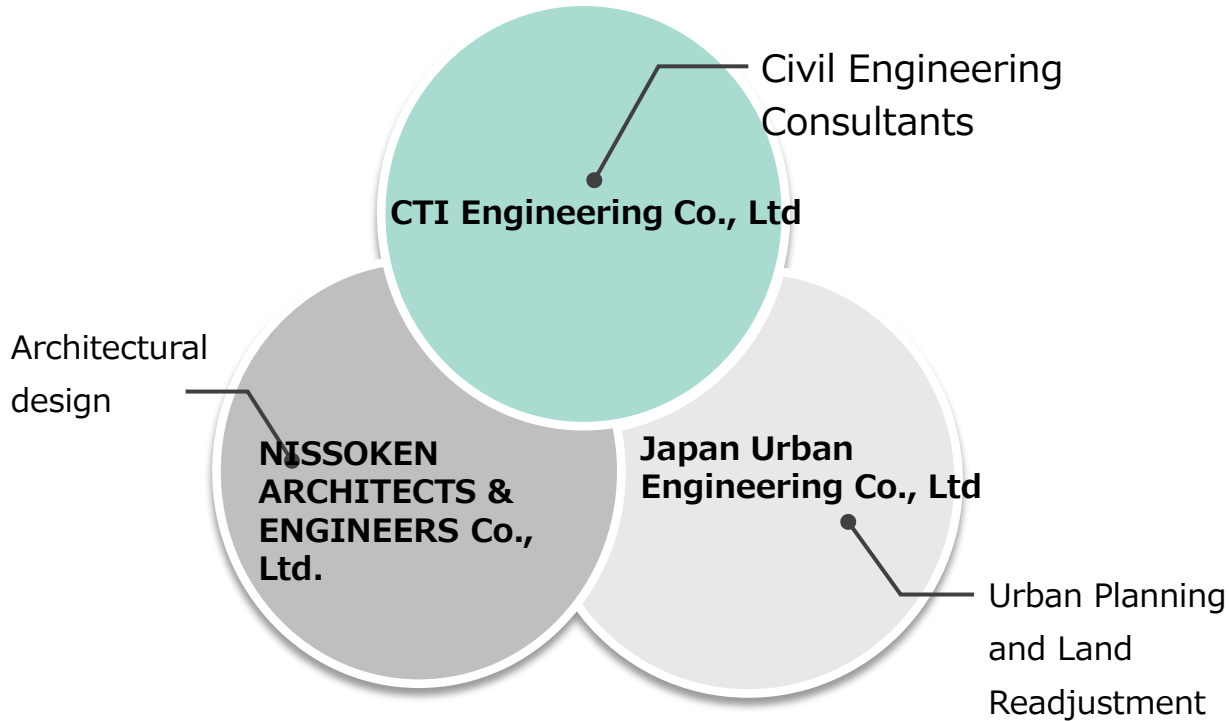 Civil Engineering
Consultants
CTI Engineering Co., Ltd
Architectural
design
NISSOKEN
ARCHITECTS &
ENGINEERS Co.,
Ltd.
Japan Urban
Engineering Co., Ltd
Urban Planning
and Land
Readjustment